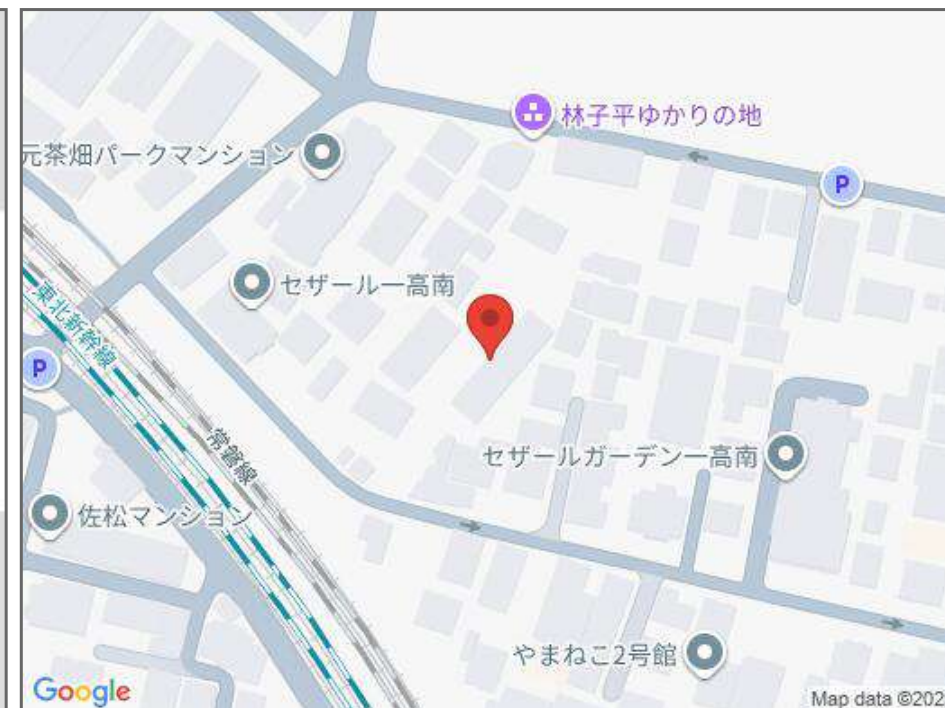 林子平ゆかりの地
元茶畑パークマンション
P
セザール一高南
東北新幹線
P
常磐線
セザールガーデン一高南
佐松マンション
やまねこ2号館
Google
Map data ©202